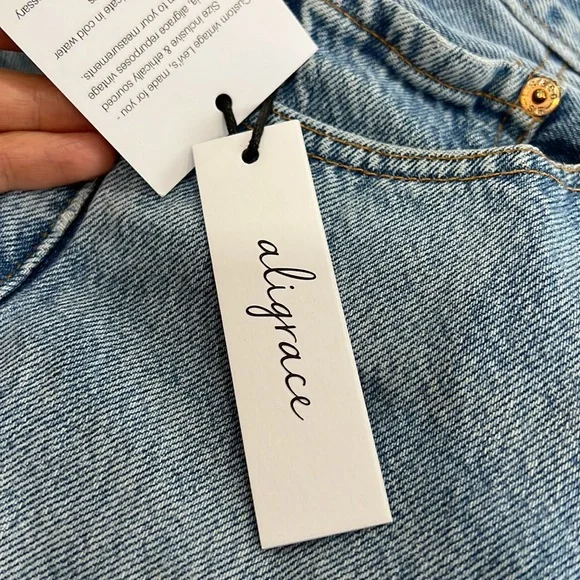 Custom vintage Levi's, made for you -
Size inclusive & ethically sourced
aligrace repurposes vintage
to your measurements.
in cold water
essary
aligrace